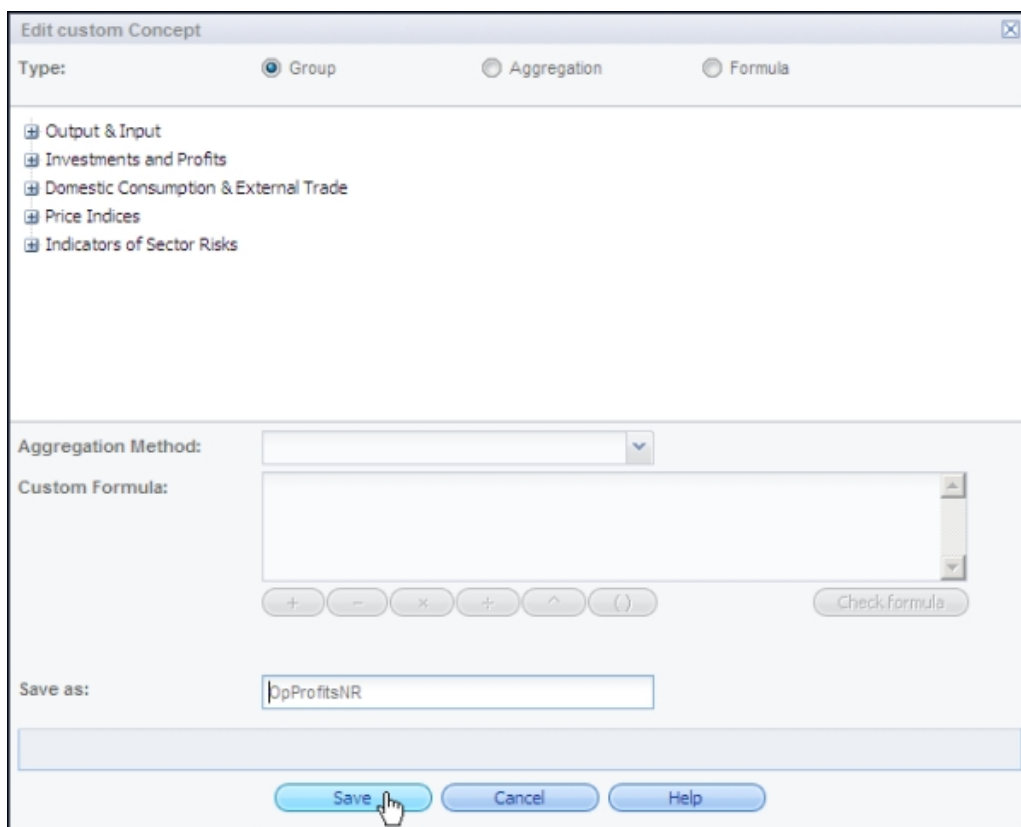 Edit custom Concept
Type: Group Aggregation Formula
Output & Input
Investments and Profits
Domestic Consumption & External Trade
Price Indices
Indicators of Sector Risks
Aggregation Method:
Custom Formula:
+ − × ÷ ^ ( ) Check formula
Save as: OpProfitsNR
Save Cancel Help